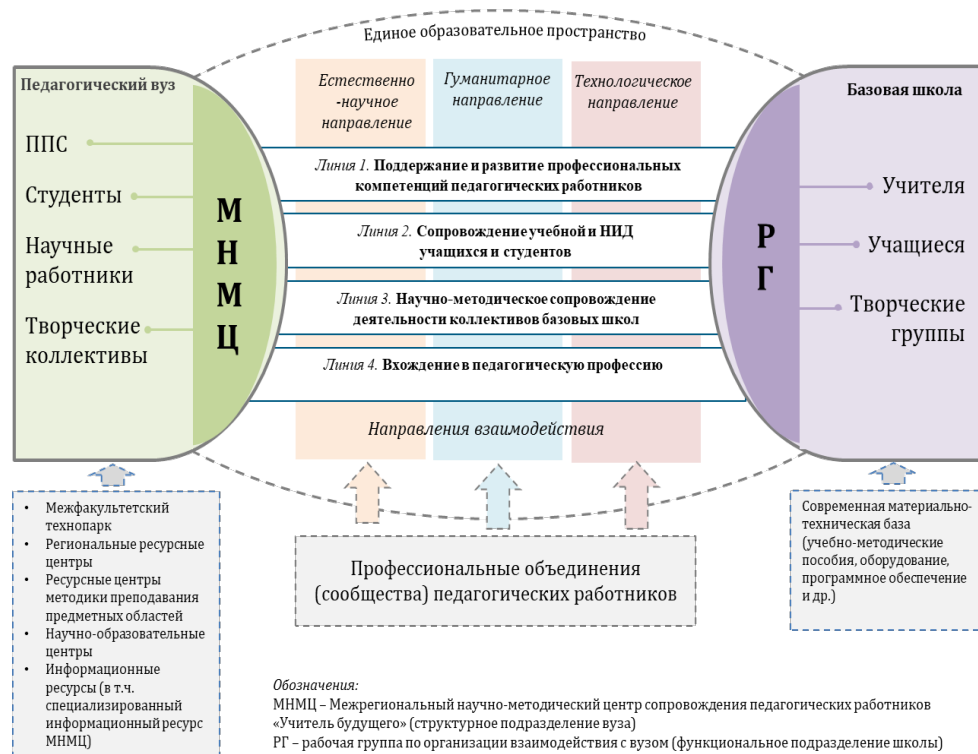 Единое образовательное пространство
Педагогический вуз
ППС
Студенты
Научные
работники
Творческие
коллективы
М
Н
М
Ц
Естественно
-научное
направление
Гуманитарное
направление
Технологическое
направление
Линия 1. Поддержание и развитие профессиональных
компетенций педагогических работников
Линия 2. Сопровождение учебной и НИД
учащихся и студентов
Линия 3. Научно-методическое сопровождение
деятельности коллективов базовых школ
Линия 4. Вхождение в педагогическую профессию
Направления взаимодействия
Базовая школа
Р
Г
Учителя
Учащиеся
Творческие
группы
• Межфакультетский
технопарк
• Региональные ресурсные
центры
• Ресурсные центры
методики преподавания
предметных областей
• Научно-образовательные
центры
• Информационные
ресурсы (в т.ч.
специализированный
информационный ресурс
МНМЦ)
Профессиональные объединения
(сообщества) педагогических работников
Современная материально-
техническая база
(учебно-методические
пособия, оборудование,
программное обеспечение
и др.)
Обозначения:
МНМЦ – Межрегиональный научно-методический центр сопровождения педагогических работников
«Учитель будущего» (структурное подразделение вуза)
РГ – рабочая группа по организации взаимодействия с вузом (функциональное подразделение школы)